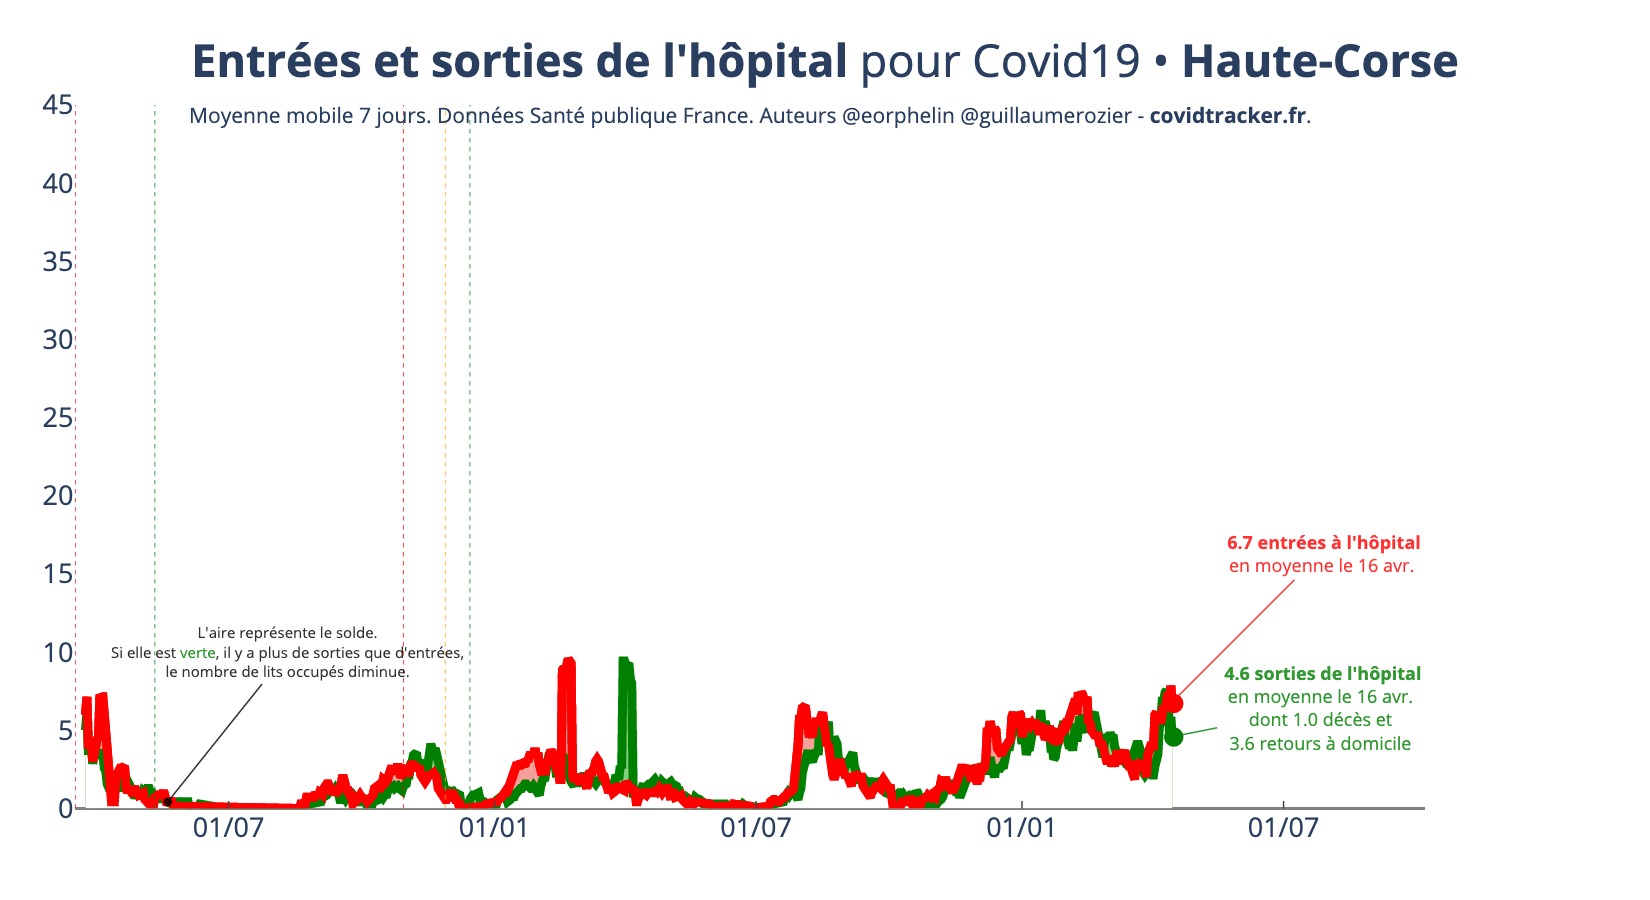 Entrées et sorties de l'hôpital pour Covid19 • Haute-Corse
Moyenne mobile 7 jours. Données Santé publique France. Auteurs @eorphelin @guillaumerozier - covidtracker.fr.
45
40
35
30
25
20
15
10
5
0
L'aire représente le solde.
Si elle est verte, il y a plus de sorties que d'entrées,
le nombre de lits occupés diminue.
6.7 entrées à l'hôpital
en moyenne le 16 avr.
4.6 sorties de l'hôpital
en moyenne le 16 avr.
dont 1.0 décès et
3.6 retours à domicile
01/07
01/01
01/07
01/01
01/07